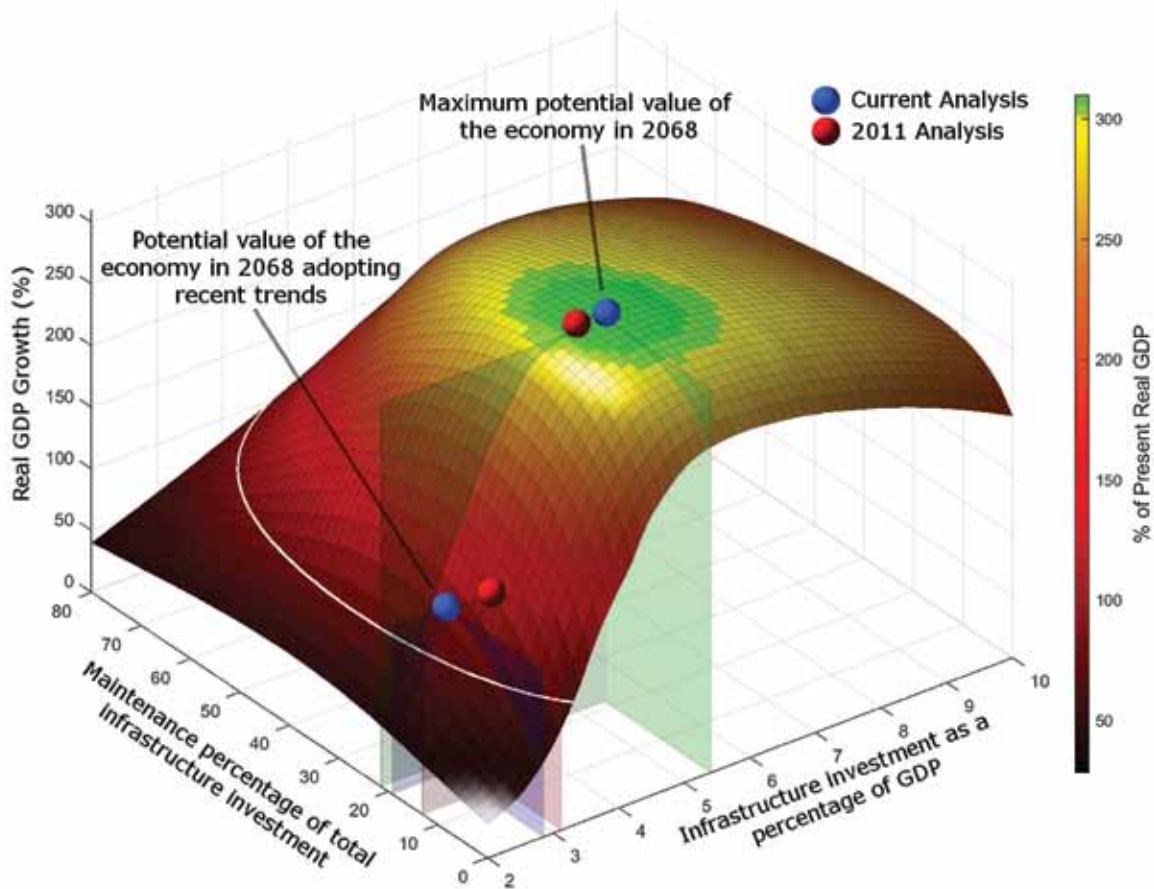 Maximum potential value of
the economy in 2068
Current Analysis
2011 Analysis
Potential value of the
economy in 2068 adopting
recent trends
Real GDP Growth (%)
300
250
200
150
100
50
0
80
70
60
50
40
30
20
10
0
Maintenance percentage of total
infrastructure investment
2
3
4
5
6
7
8
9
10
Infrastructure investment as a
percentage of GDP
300
250
200
150
100
50
% of Present Real GDP